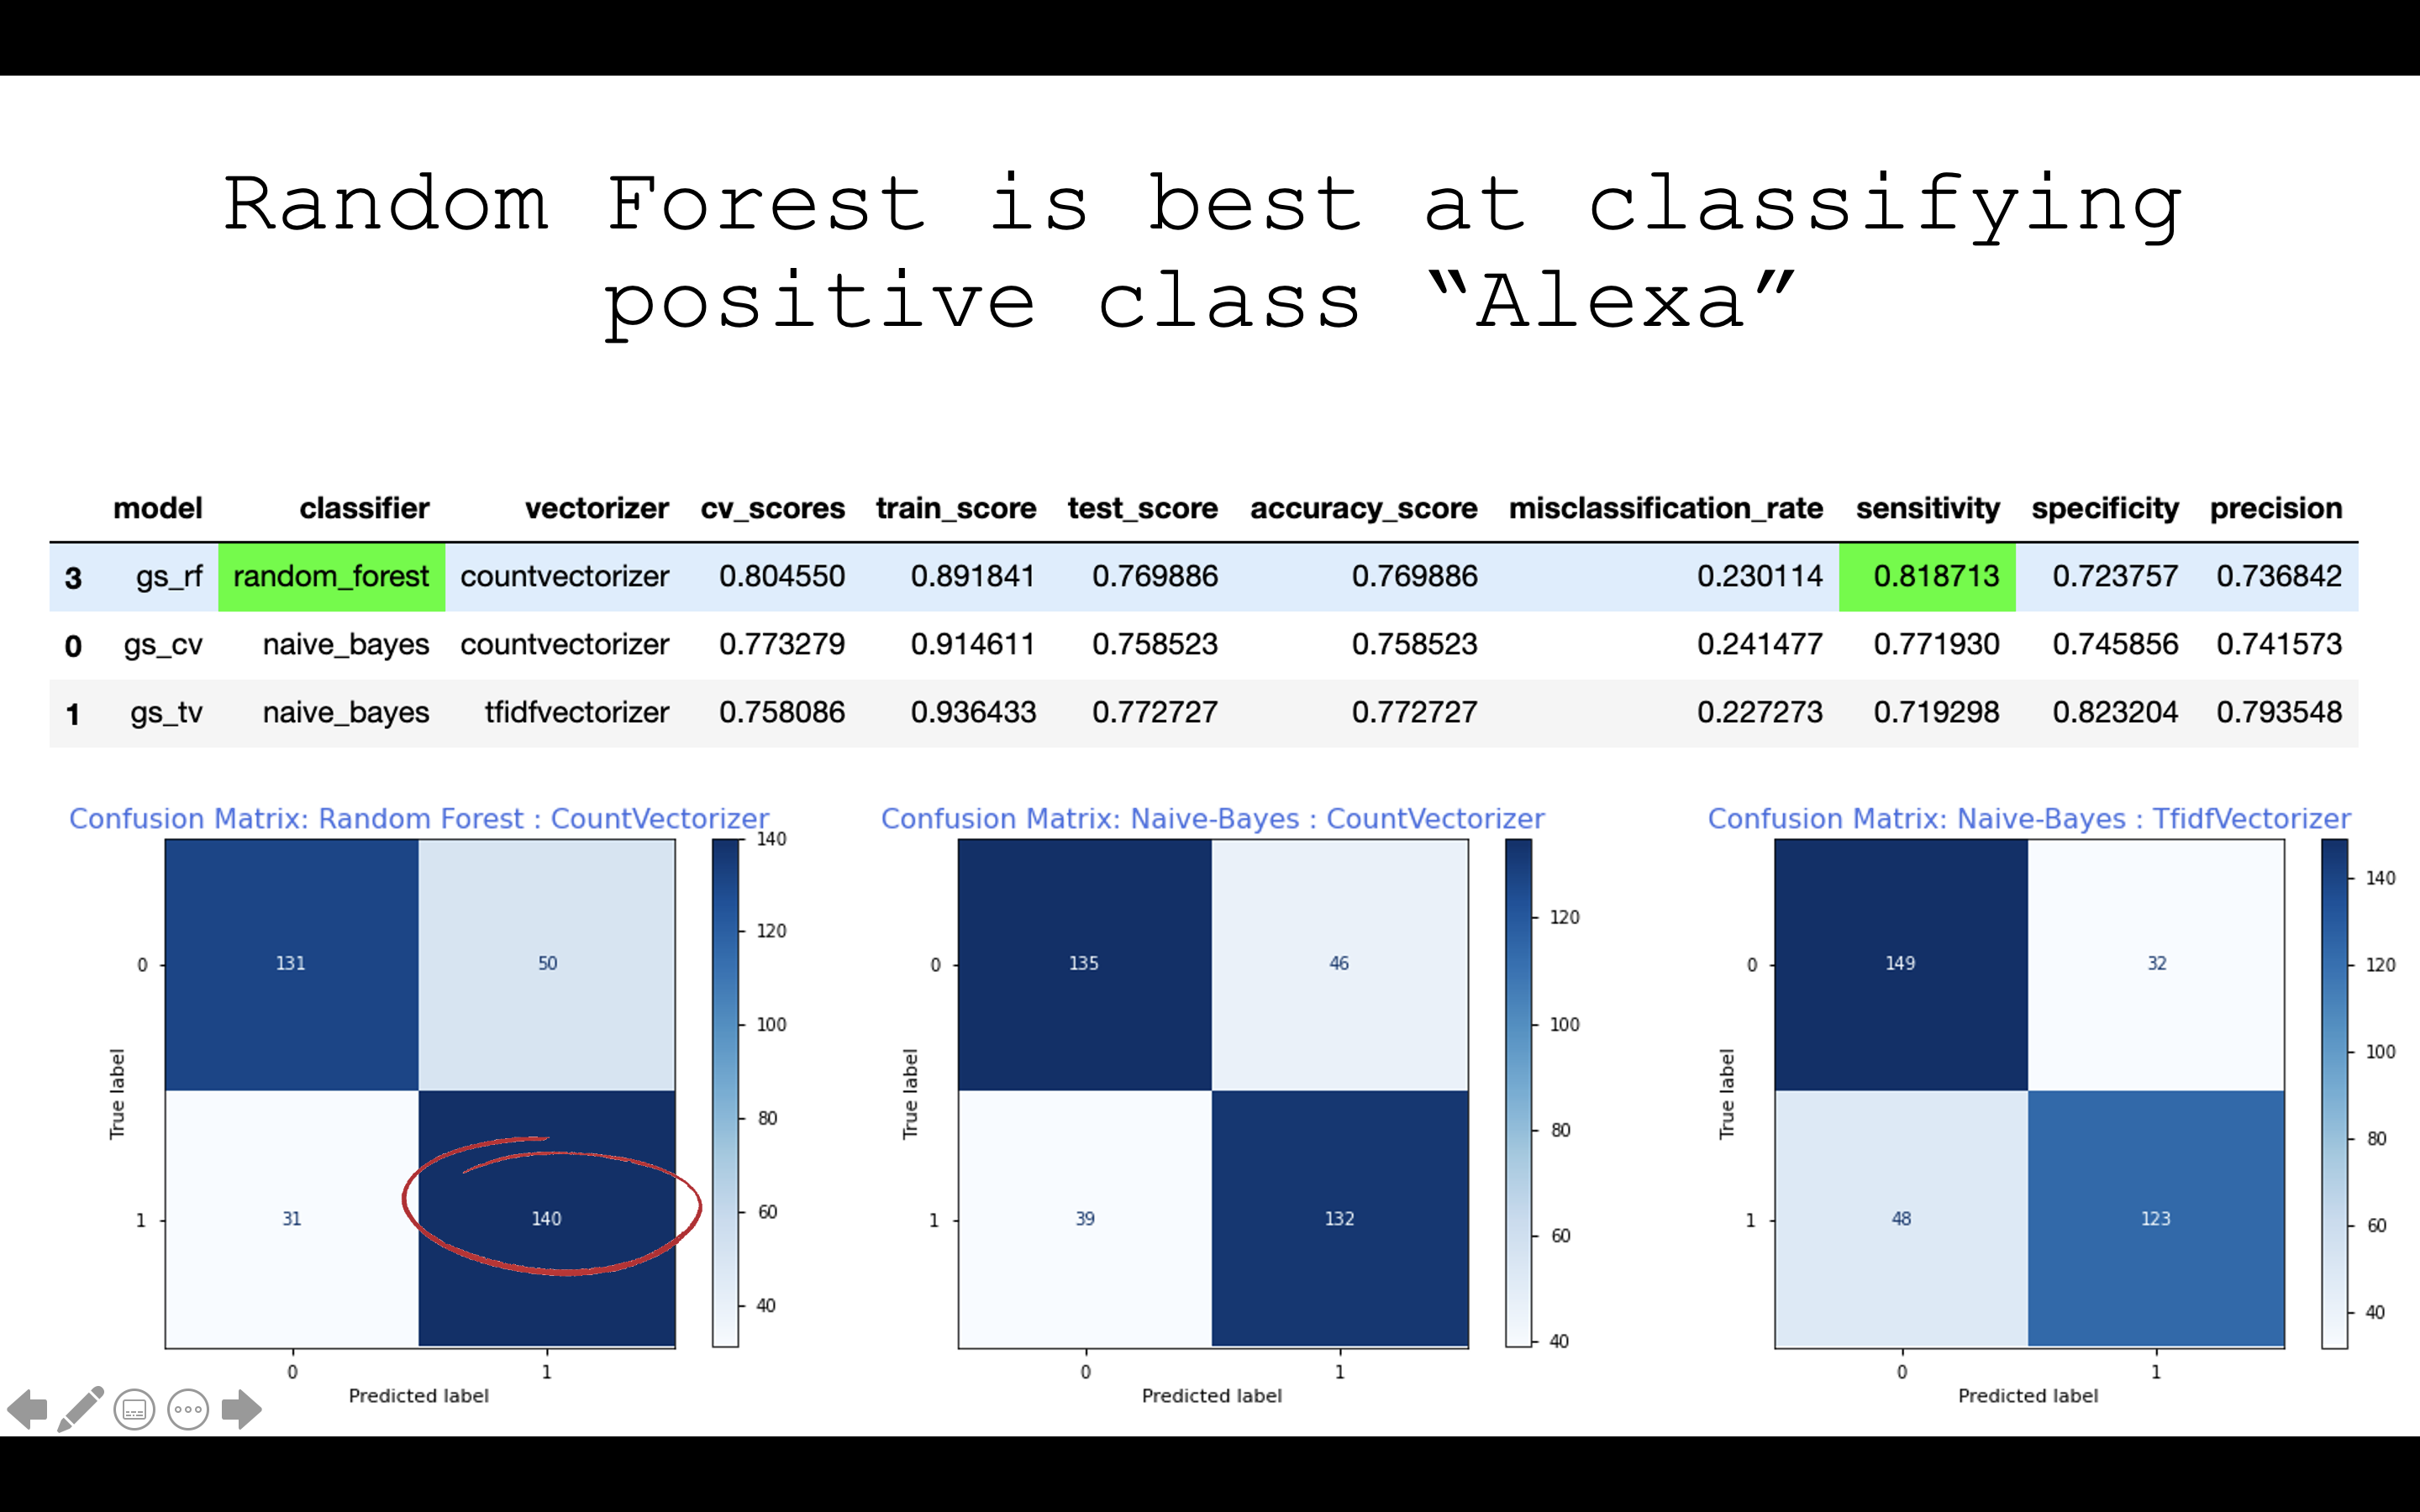 Random Forest is best at classifying
positive class “Alexa”
model classifier vectorizer cv_scores train_score test_score accuracy_score misclassification_rate sensitivity specificity precision
3 gs_rf random_forest countvectorizer 0.804550 0.891841 0.769886 0.769886 0.230114 0.818713 0.723757 0.736842
0 gs_cv naive_bayes countvectorizer 0.773279 0.914611 0.758523 0.758523 0.241477 0.771930 0.745856 0.741573
1 gs_tv naive_bayes tfidfvectorizer 0.758086 0.936433 0.772727 0.772727 0.227273 0.719298 0.823204 0.793548
Confusion Matrix: Random Forest : CountVectorizer
140
120
100
80
60
40
0
131 50
True label
1
31 140
0 1
Predicted label
Confusion Matrix: Naive-Bayes : CountVectorizer
120
100
80
60
40
0
135 46
True label
1
39 132
0 1
Predicted label
Confusion Matrix: Naive-Bayes : TfidfVectorizer
140
120
100
80
60
40
0
149 32
True label
1
48 123
0 1
Predicted label